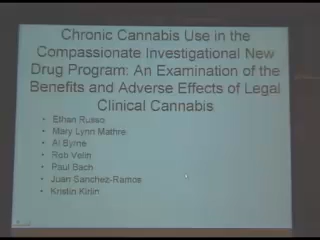 Chronic Cannabis Use in the
Compassionate Investigational New
Drug Program: An Examination of the
Benefits and Adverse Effects of Legal
Clinical Cannabis
• Ethan Russo
• Mary Lynn Mathre
• Al Byrne
• Rob Velin
• Paul Bach
• Juan Sanchez-Ramos
• Kristin Kirlin